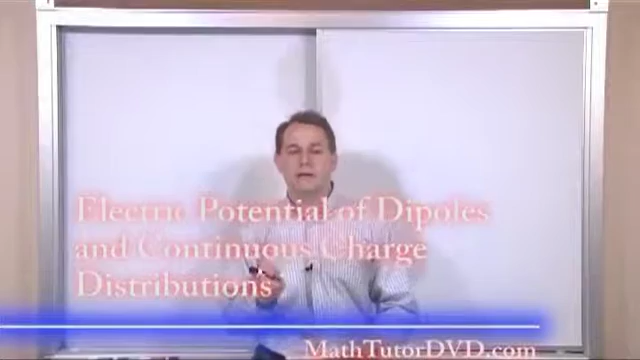 Electric Potential of Dipoles
and Continuous Charge
Distributions
MathTutorDVD.com